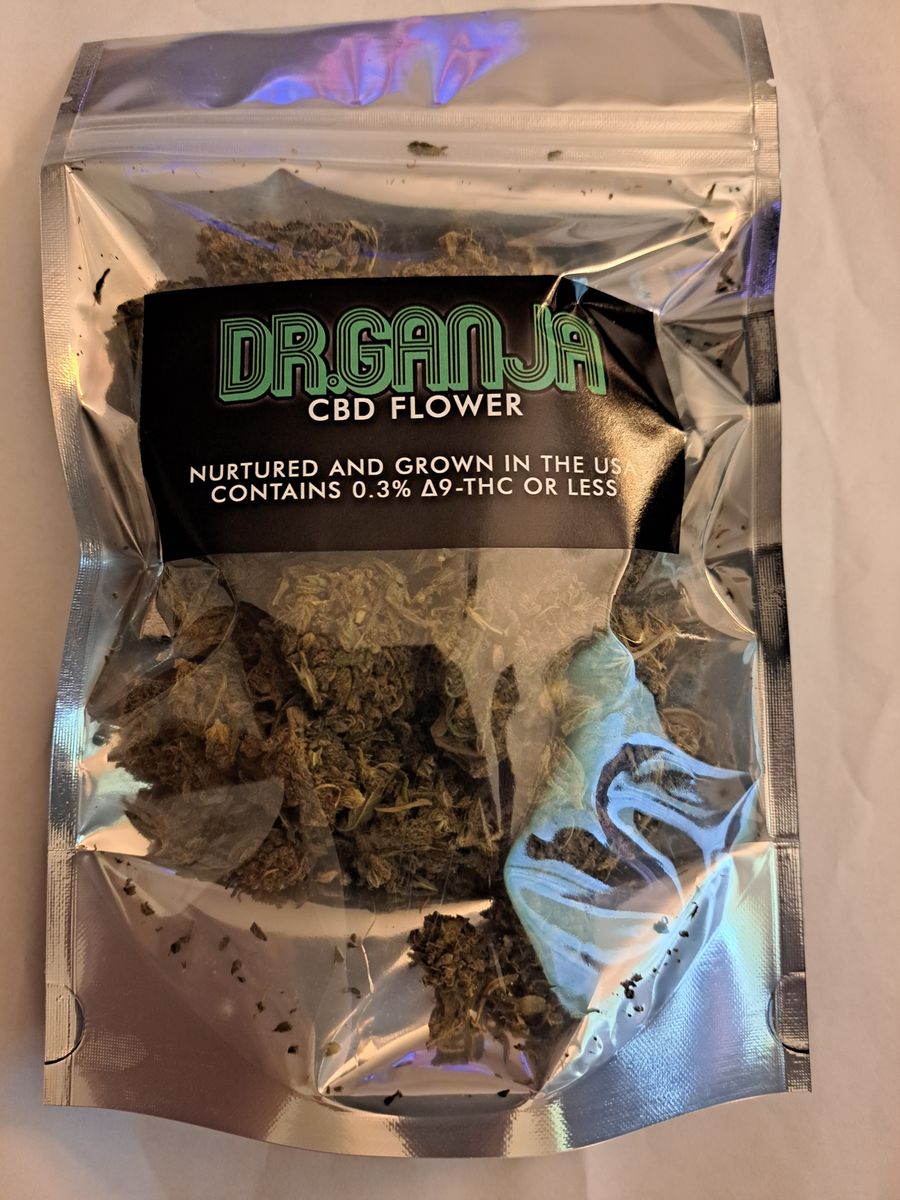 DR.GANJA
CBD FLOWER
NURTURED AND GROWN IN THE USA
CONTAINS 0.3% Δ9-THC OR LESS